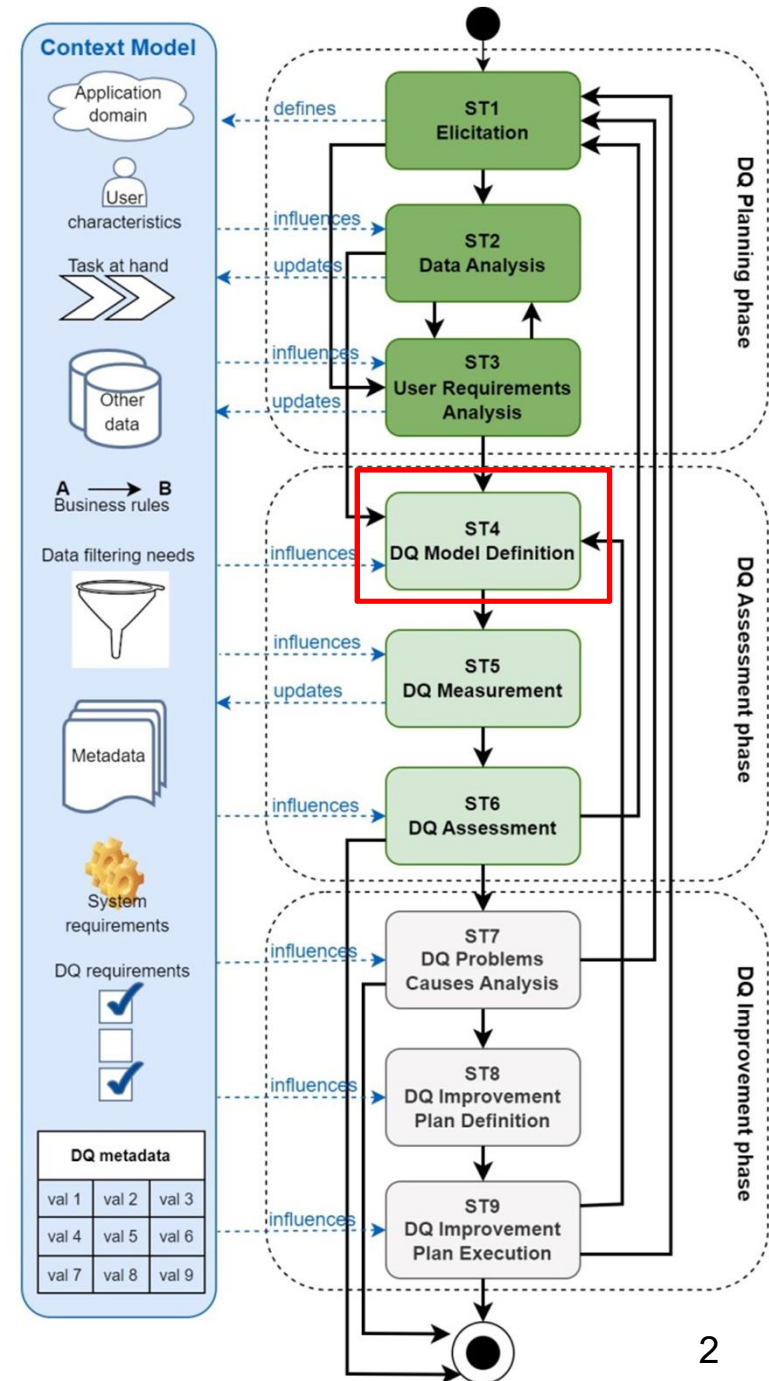 Context Model
Application
domain
User
characteristics
Task at hand
Other
data
A B
Business rules
Data filtering needs
Metadata
System
requirements
DQ requirements
DQ metadata
val 1 val 2 val 3
val 4 val 5 val 6
val 7 val 8 val 9
defines
influences
updates
influences
updates
influences
influences
updates
influences
influences
influences
influences
DQ Planning phase
ST1
Elicitation
ST2
Data Analysis
ST3
User Requirements
Analysis
DQ Assessment phase
ST4
DQ Model Definition
ST5
DQ Measurement
ST6
DQ Assessment
DQ Improvement phase
ST7
DQ Problems
Causes Analysis
ST8
DQ Improvement
Plan Definition
ST9
DQ Improvement
Plan Execution
2